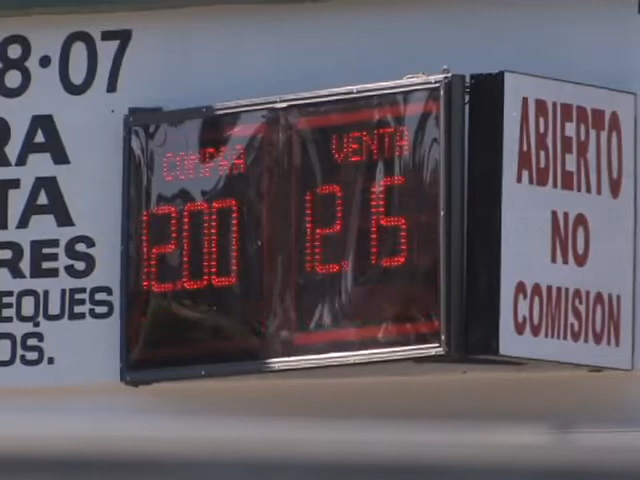 8·07
RA
TA
RES
EQUES
OS.
COMPRA
12.00
VENTA
12.15
ABIERTO
NO
COMISION